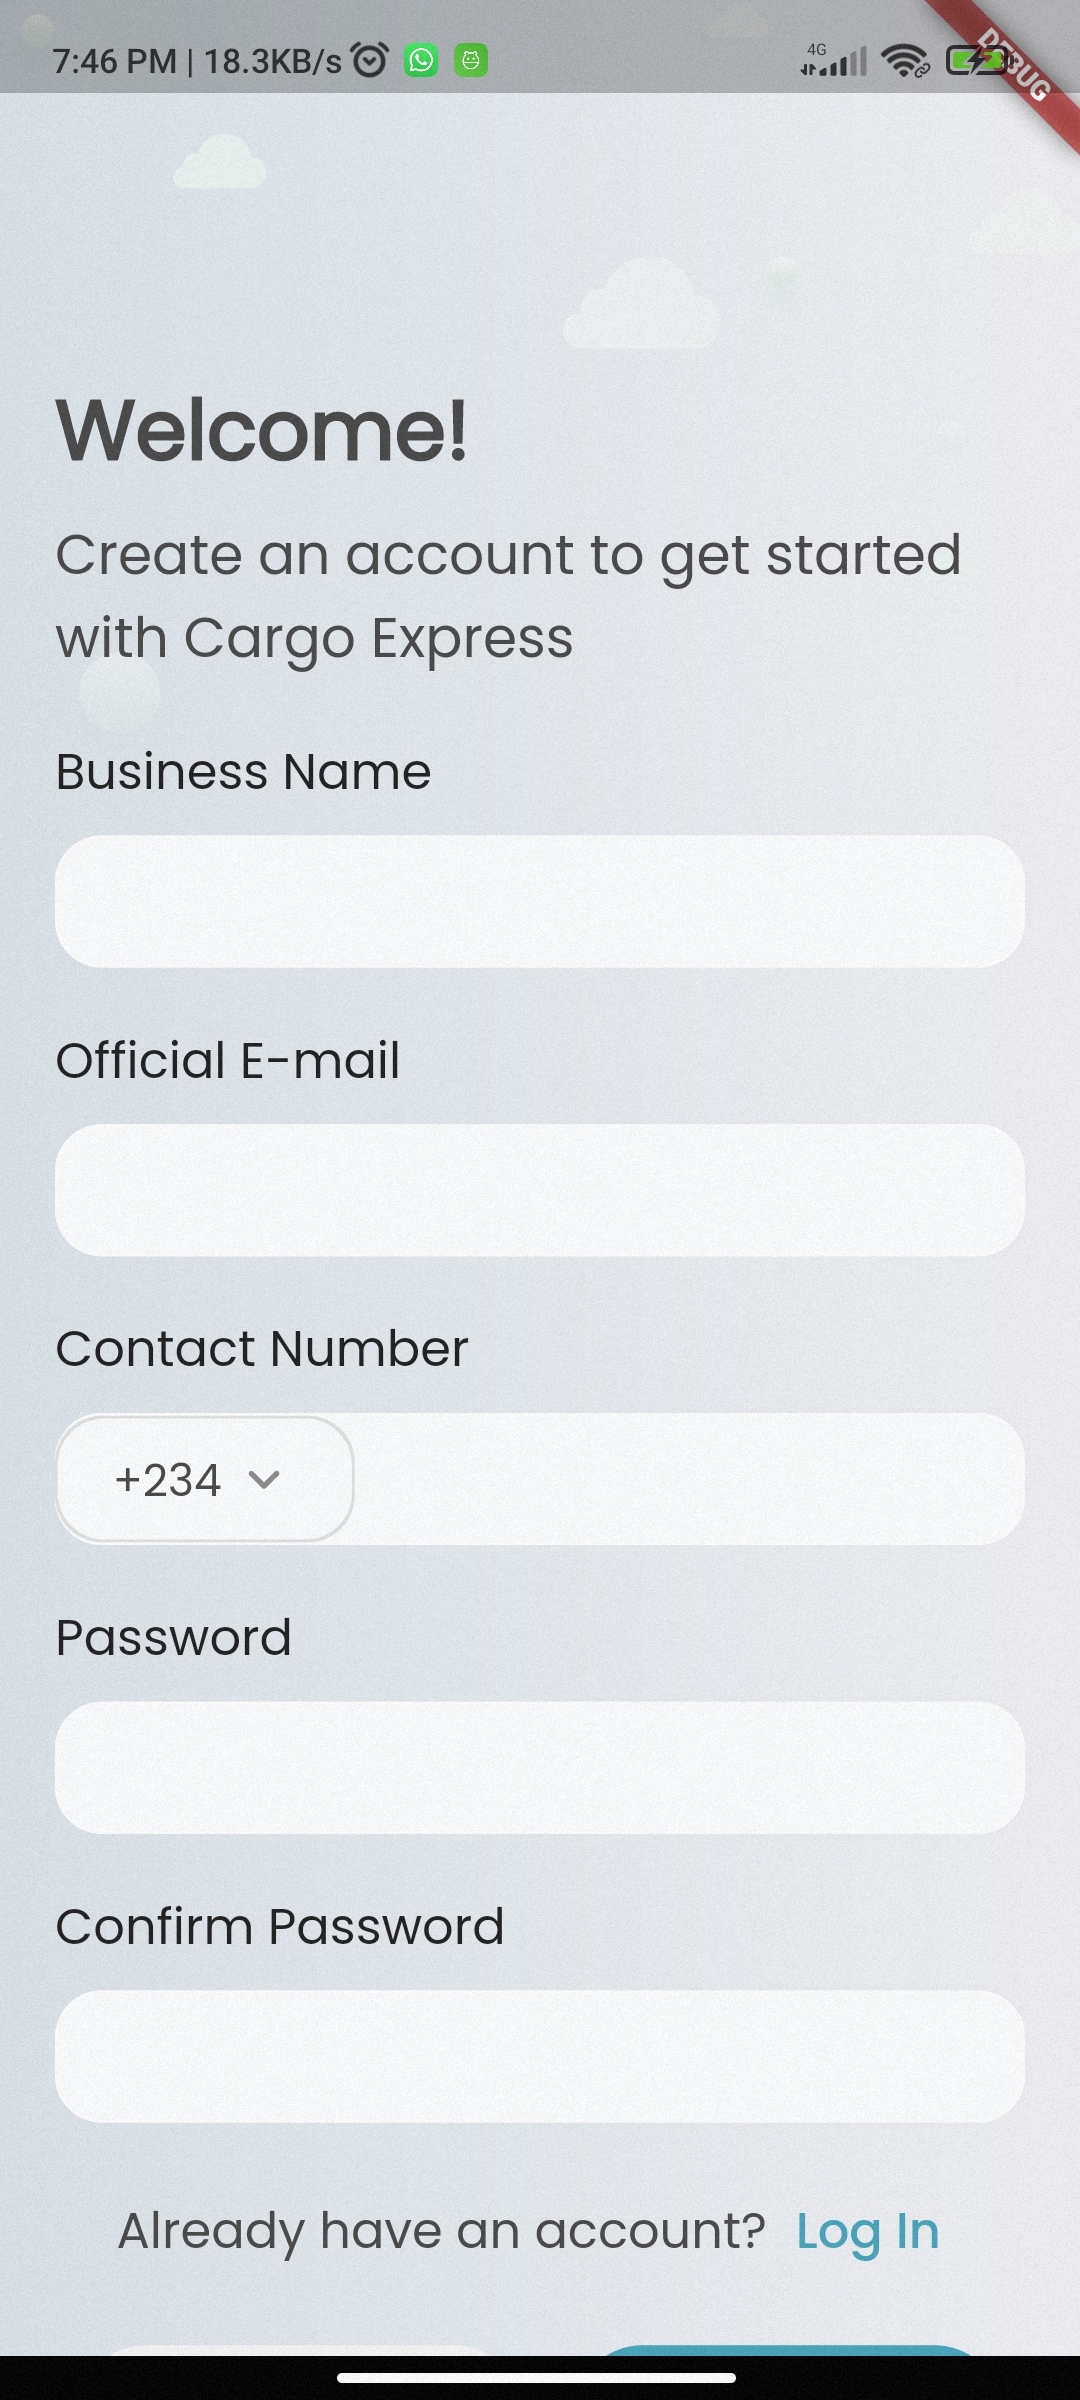 7:46 PM | 18.3KB/s
4G
DEBUG
Welcome!
Create an account to get started
with Cargo Express
Business Name
Official E-mail
Contact Number
+234
Password
Confirm Password
Already have an account? Log In